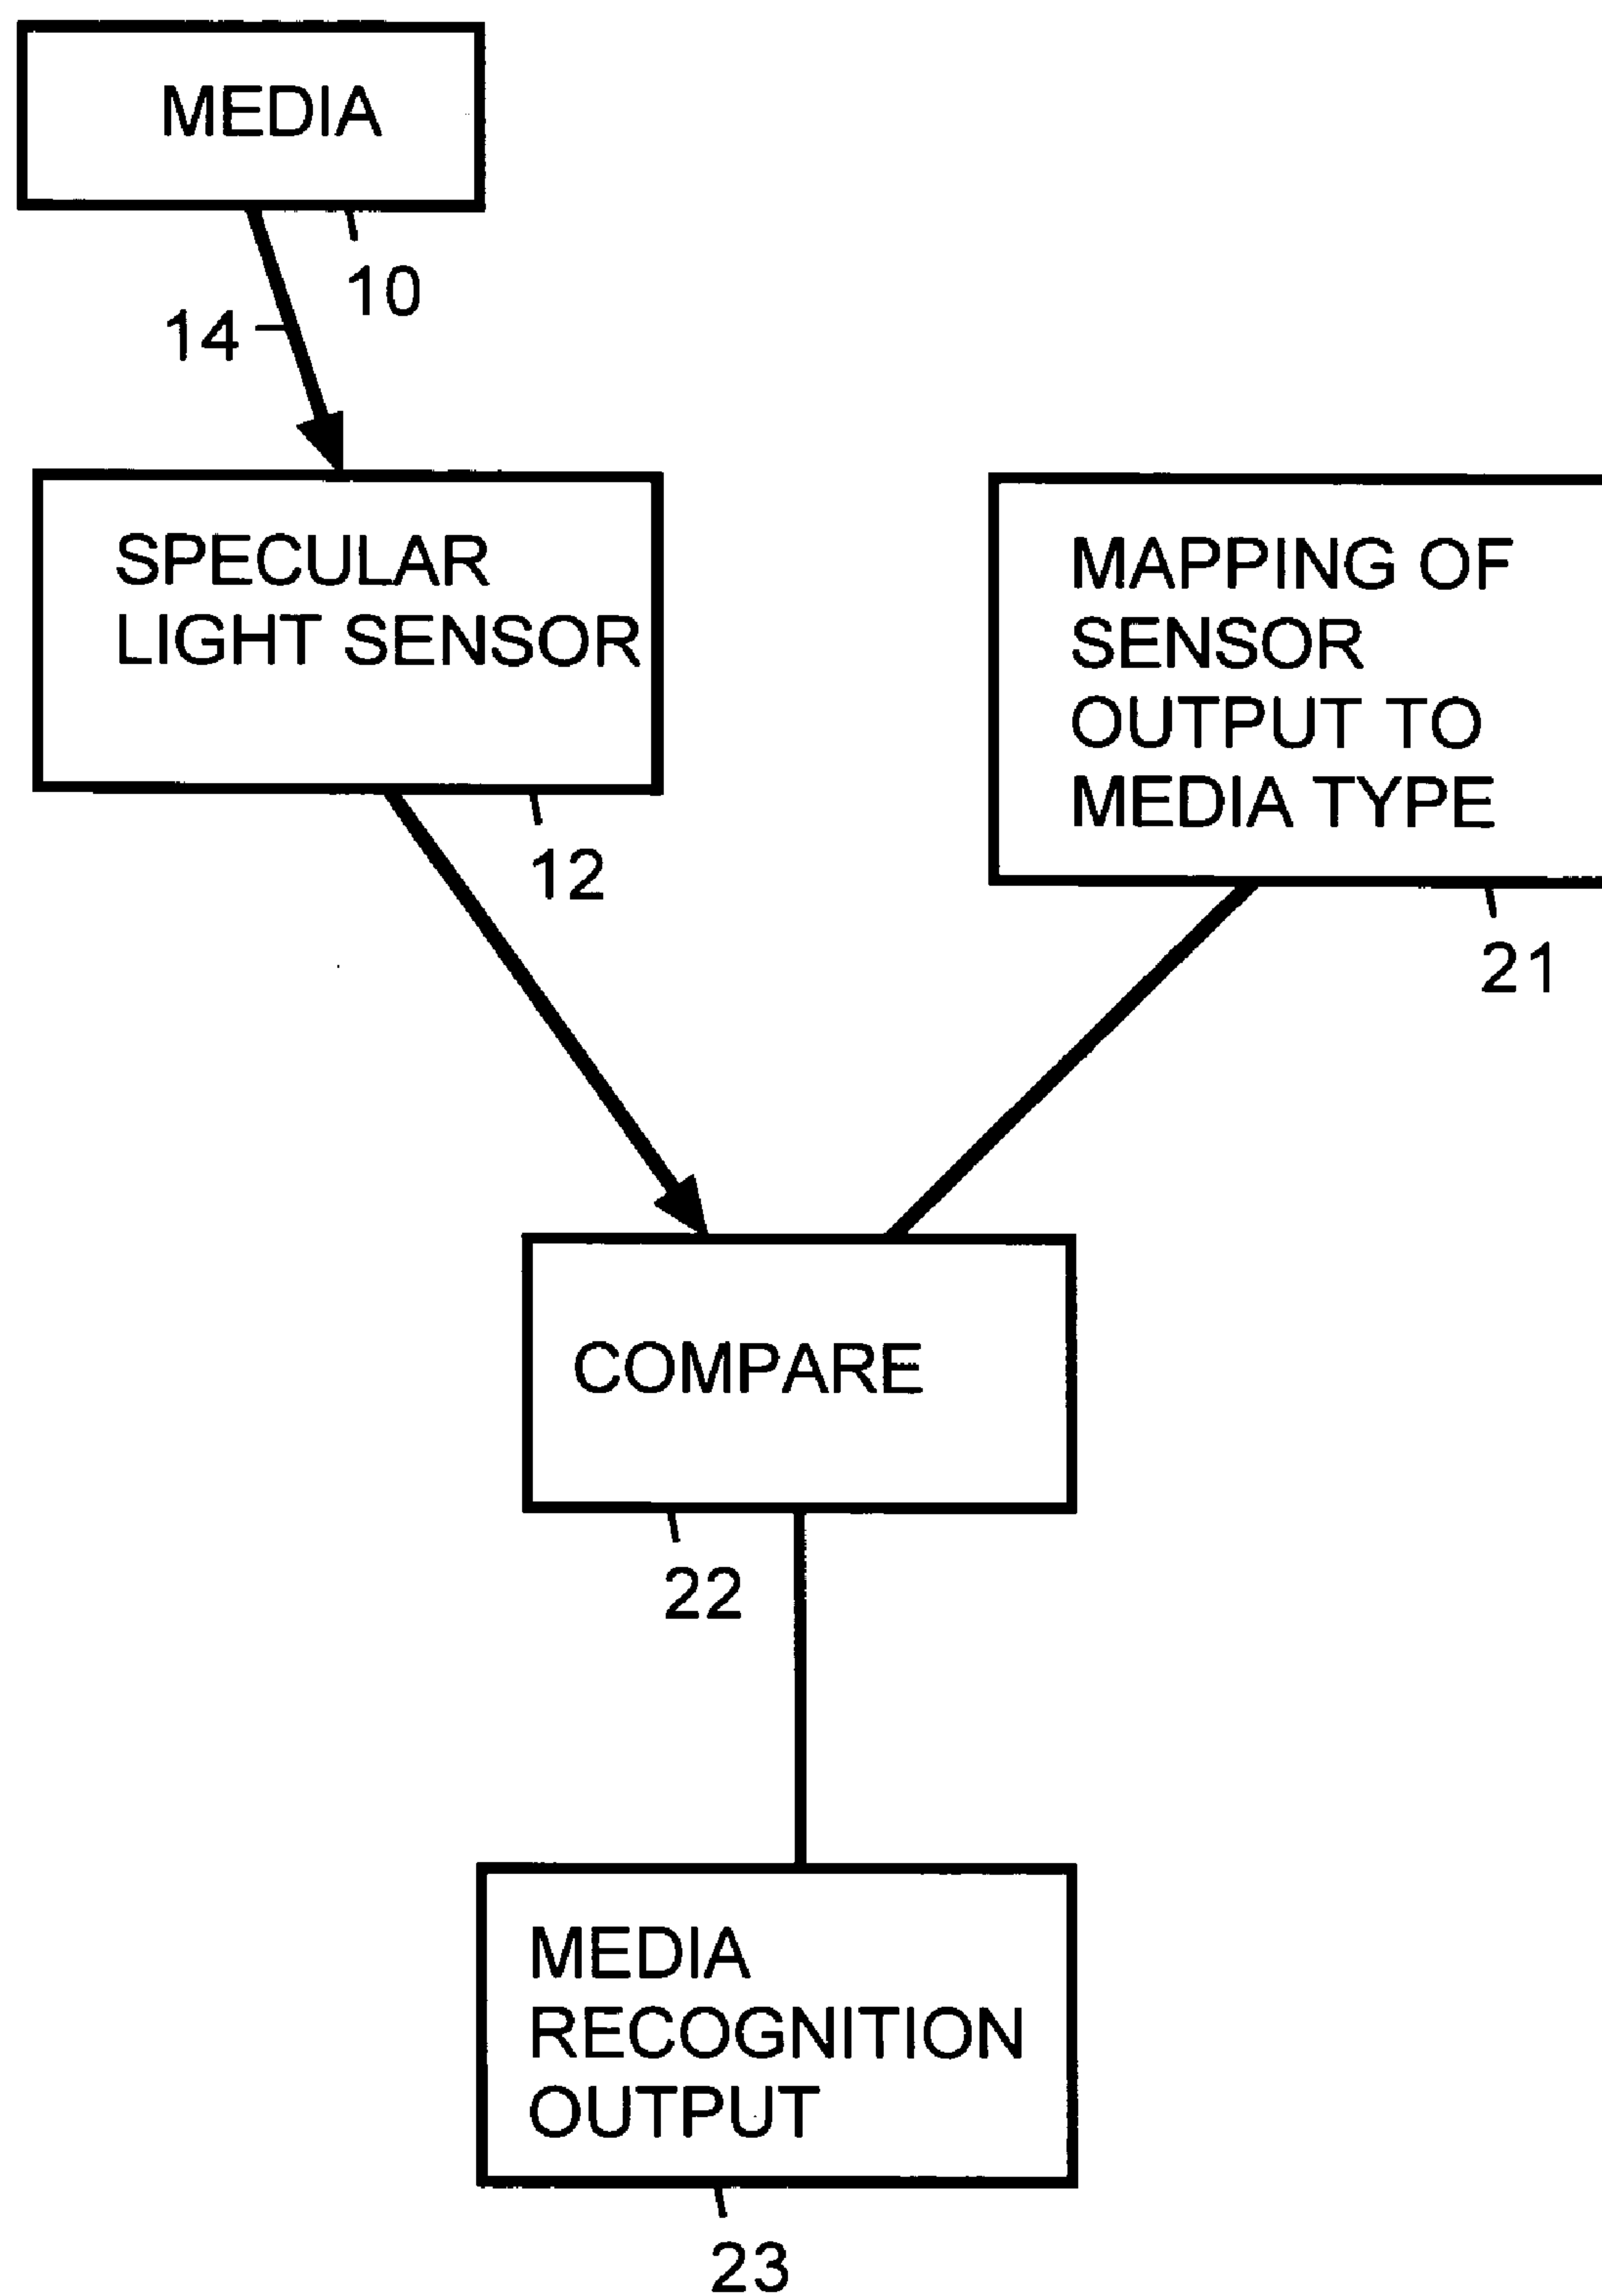 MEDIA
10
14
SPECULAR
LIGHT SENSOR
12
MAPPING OF
SENSOR
OUTPUT TO
MEDIA TYPE
21
COMPARE
22
MEDIA
RECOGNITION
OUTPUT
23